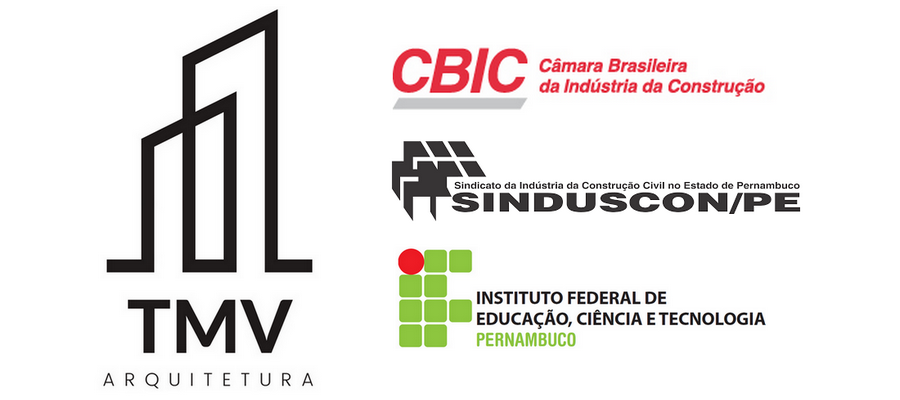 TMV
ARQUITETURA
CBIC
Câmara Brasileira
da Indústria da Construção
Sindicato da Indústria da Construção Civil no Estado de Pernambuco
SINDUSCON/PE
INSTITUTO FEDERAL DE
EDUCAÇÃO, CIÊNCIA E TECNOLOGIA
PERNAMBUCO